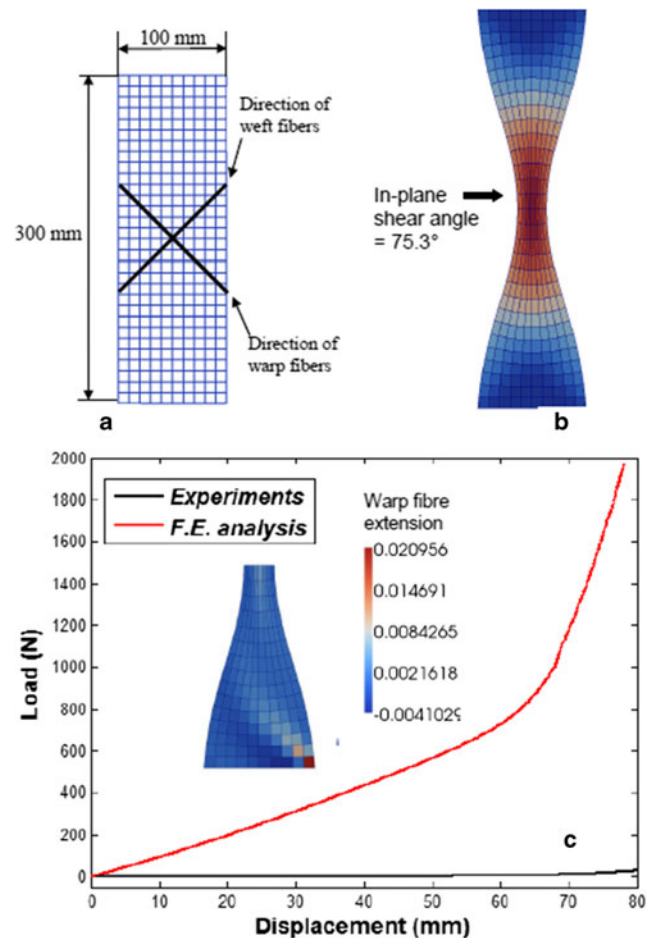 100 mm
Direction of
weft fibers
300 mm
Direction of
warp fibers
a
In-plane
shear angle
= 75.3°
b
2000
1800
1600
1400
1200
1000
800
600
400
200
0
Load (N)
Experiments
F.E. analysis
Warp fibre
extension
0.020956
0.014691
0.0084265
0.0021618
-0.0041029
c
0 10 20 30 40 50 60 70 80
Displacement (mm)